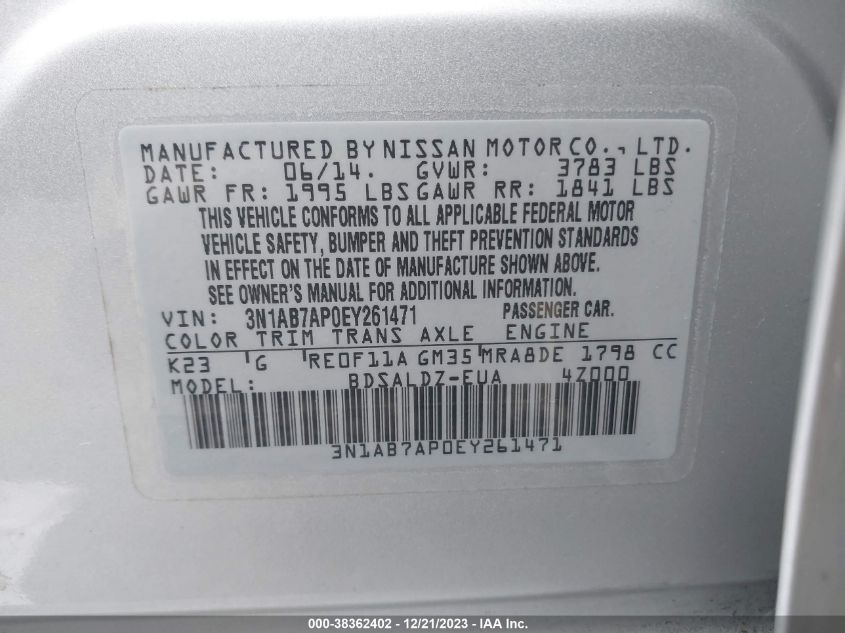 MANUFACTURED BY NISSAN MOTOR CO., LTD.
DATE: 06/14. GVWR: 3783 LBS
GAWR FR: 1995 LBS GAWR RR: 1841 LBS
THIS VEHICLE CONFORMS TO ALL APPLICABLE FEDERAL MOTOR
VEHICLE SAFETY, BUMPER AND THEFT PREVENTION STANDARDS
IN EFFECT ON THE DATE OF MANUFACTURE SHOWN ABOVE.
SEE OWNER'S MANUAL FOR ADDITIONAL INFORMATION.
VIN: 3N1AB7AP0EY261471 PASSENGER CAR.
COLOR TRIM TRANS AXLE ENGINE
K23 G RE0F11A GM35 MRA8DE 1798 CC
MODEL: BDSALDZ-EUA 4Z000
3N1AB7AP0EY261471
000-38362402 - 12/21/2023 - IAA Inc.